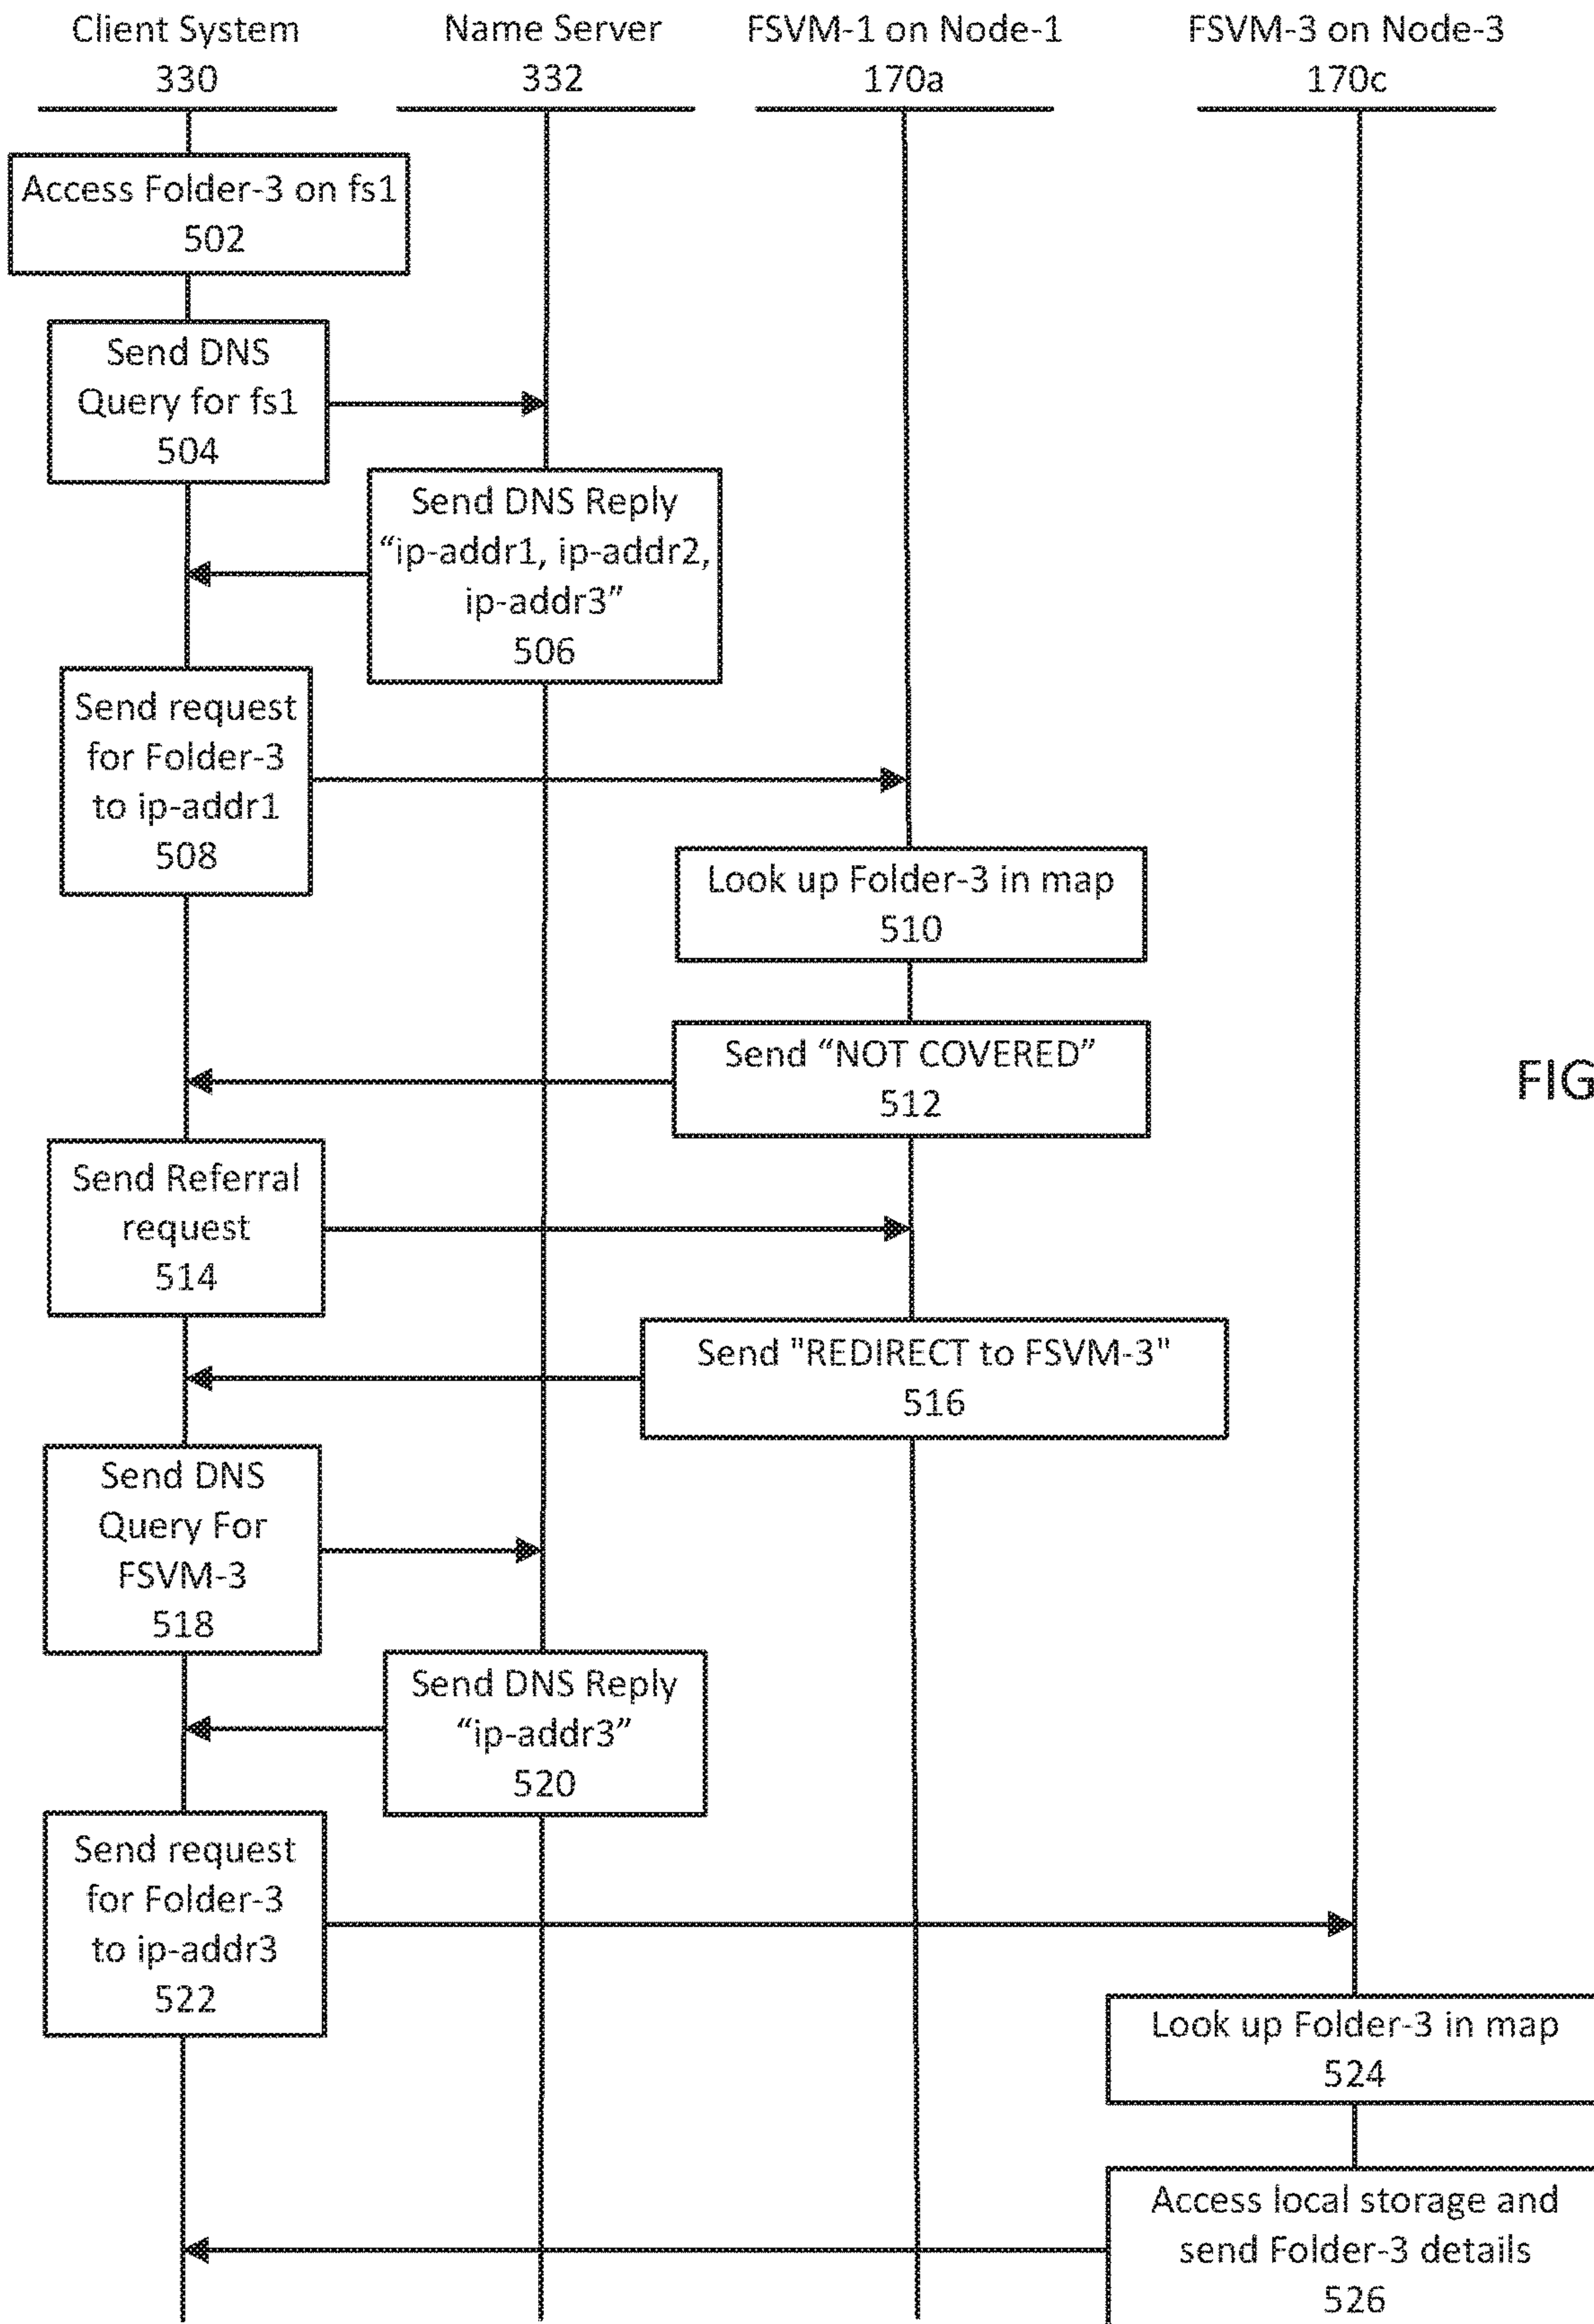 Client System
330
Name Server
332
FSVM-1 on Node-1
170a
FSVM-3 on Node-3
170c
Access Folder-3 on fs1
502
Send DNS
Query for fs1
504
Send DNS Reply
“ip-addr1, ip-addr2,
ip-addr3”
506
Send request
for Folder-3
to ip-addr1
508
Look up Folder-3 in map
510
Send “NOT COVERED”
512
FIG
Send Referral
request
514
Send "REDIRECT to FSVM-3"
516
Send DNS
Query For
FSVM-3
518
Send DNS Reply
“ip-addr3”
520
Send request
for Folder-3
to ip-addr3
522
Look up Folder-3 in map
524
Access local storage and
send Folder-3 details
526